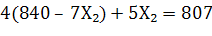 4(840 – 7X₂) + 5X₂ = 807